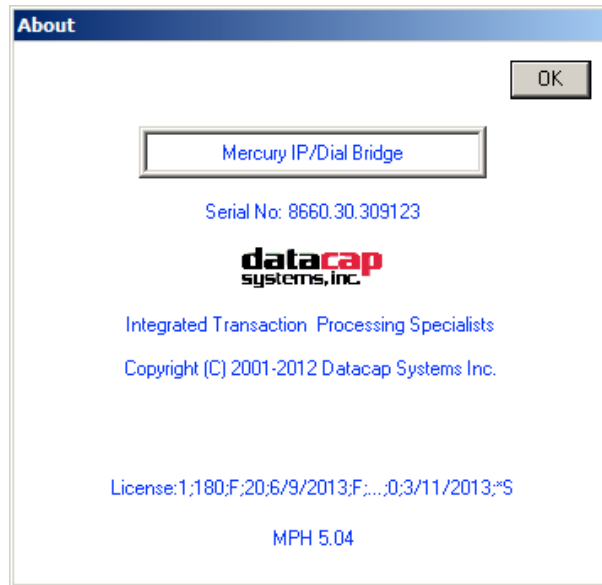 About
OK
Mercury IP/Dial Bridge
Serial No: 8660.30.309123
datacap
systems, inc.
Integrated Transaction Processing Specialists
Copyright (C) 2001-2012 Datacap Systems Inc.
License:1;180;F;20;6/9/2013;F;...;0;3/11/2013;*S
MPH 5.04